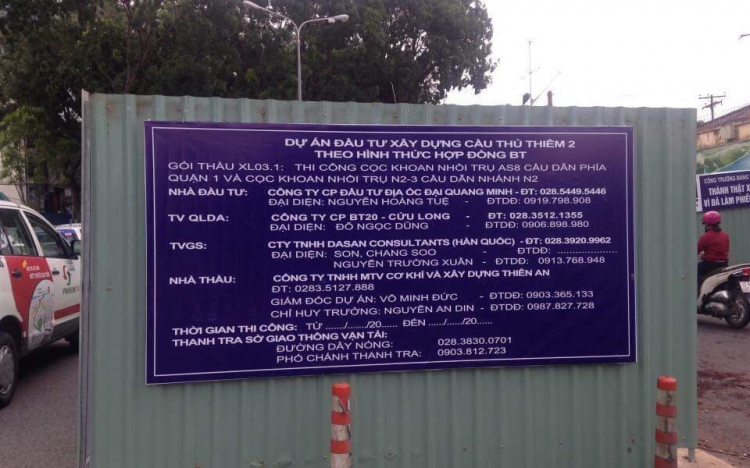 DỰ ÁN ĐẦU TƯ XÂY DỰNG CẦU THỦ THIÊM 2
THEO HÌNH THỨC HỢP ĐỒNG BT
GÓI THẦU XL03.1: THI CÔNG CỌC KHOAN NHỒI TRỤ AS8 CẦU DẪN PHÍA
QUẬN 1 VÀ CỌC KHOAN NHỒI TRỤ N2-3 CẦU DẪN NHÁNH N2
NHÀ ĐẦU TƯ: CÔNG TY CP ĐẦU TƯ ĐỊA ỐC ĐẠI QUANG MINH - ĐT: 028.5449.5446
ĐẠI DIỆN: NGUYỄN HOÀNG TUỆ - ĐTDĐ: 0919.798.908
TV QLDA: CÔNG TY CP BT20 - CỬU LONG - ĐT: 028.3512.1355
ĐẠI DIỆN: ĐỖ NGỌC DŨNG - ĐTDĐ: 0906.898.980
TVGS: CTY TNHH DASAN CONSULTANTS (HÀN QUỐC) - ĐT: 028.3920.9962
ĐẠI DIỆN: SON, CHANG SOO - ĐTDĐ: ......................
NGUYỄN TRƯỜNG XUÂN - ĐTDĐ: 0913.768.948
NHÀ THẦU: CÔNG TY TNHH MTV CƠ KHÍ VÀ XÂY DỰNG THIÊN AN
ĐT: 0283.5127.888
GIÁM ĐỐC DỰ ÁN: VÕ MINH ĐỨC - ĐTDĐ: 0903.365.133
CHỈ HUY TRƯỞNG: NGUYỄN AN DIN - ĐTDĐ: 0987.827.728
THỜI GIAN THI CÔNG: TỪ ....../....../20..... ĐẾN ....../....../20.....
THANH TRA SỞ GIAO THÔNG VẬN TẢI:
ĐƯỜNG DÂY NÓNG: 028.3830.0701
PHÓ CHÁNH THANH TRA: 0903.812.723
CÔNG TRƯỜNG ĐANG
THÀNH THẬT X
VÌ ĐÃ LÀM PHIỀ
VINASUN